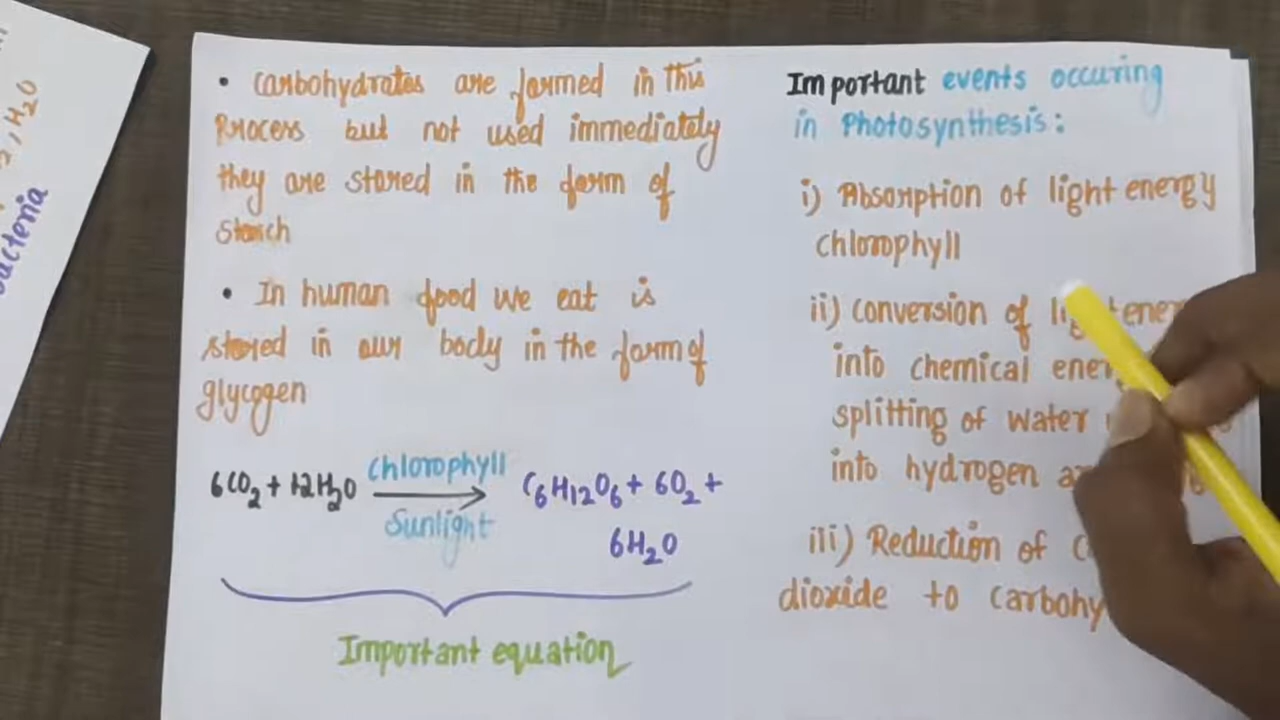 • Carbohydrates are formed in this
Process but not used immediately
they are stored in the form of
starch
• In human food we eat is
stored in our body in the form of
glycogen
6CO₂ + 12H₂O Chlorophyll Sunlight → C₆H₁₂O₆ + 6O₂ +
6H₂O
Important equation
Important events occuring
in Photosynthesis:
i) Absorption of light energy
chlorophyll
ii) Conversion of light
into chemical
splitting of water
into hydrogen
iii) Reduction of
dioxide to
H₂O
bacteria